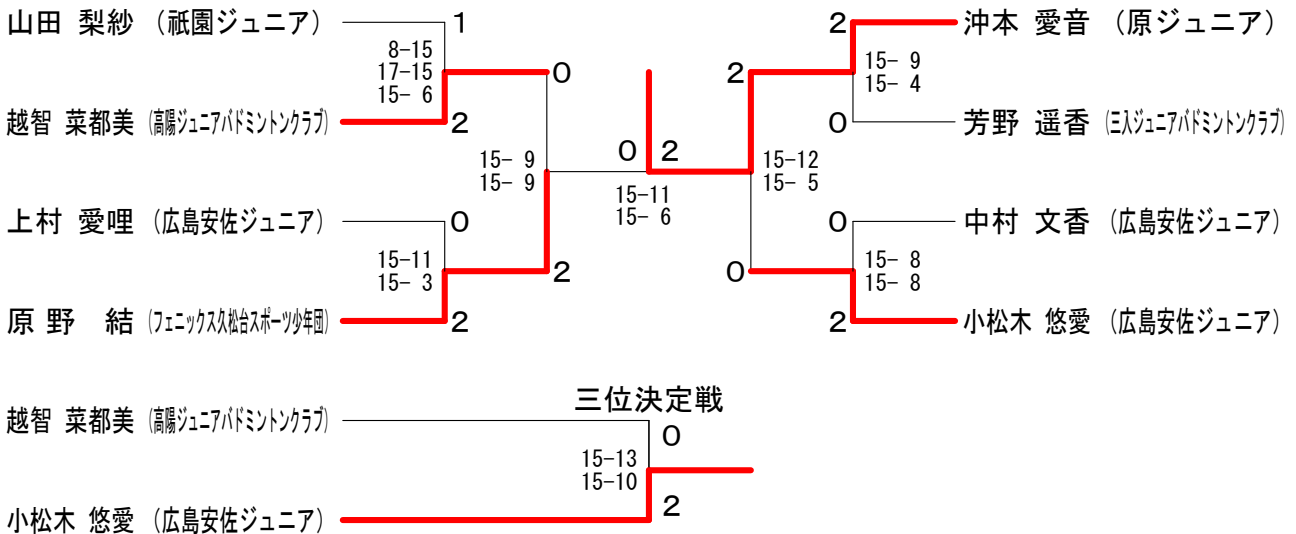 山田 梨紗 （祇園ジュニア）
1
8-15
17-15
15- 6
越智 菜都美 （高陽ジュニアバドミントンクラブ）
2
0
15- 9
15- 9
上村 愛哩 （広島安佐ジュニア）
0
15-11
15- 3
2
原 野 結 （フェニックス久松台スポーツ少年団）
2
0 2
15-11
15- 6
2
沖本 愛音 （原ジュニア）
15- 9
15- 4
2
0
芳野 遥香 （三入ジュニアバドミントンクラブ）
15-12
15- 5
0
中村 文香 （広島安佐ジュニア）
15- 8
15- 8
0
2
小松木 悠愛 （広島安佐ジュニア）
三位決定戦
越智 菜都美 （高陽ジュニアバドミントンクラブ）
0
15-13
15-10
2
小松木 悠愛 （広島安佐ジュニア）